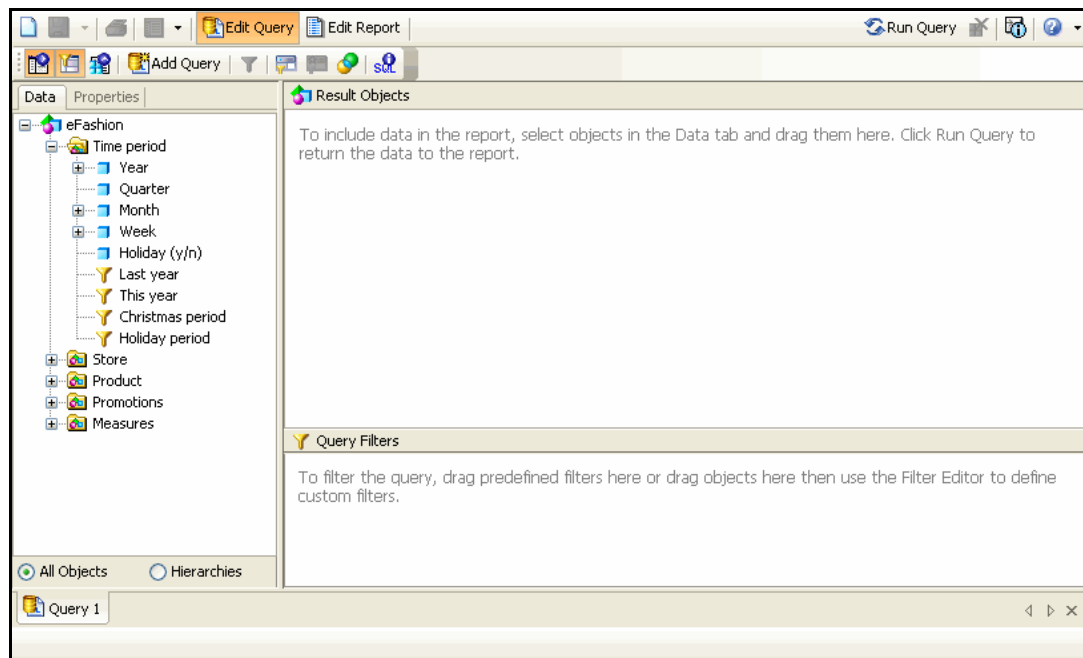 Edit Query Edit Report Run Query
Add Query SQL
Data Properties
eFashion
Time period
Year
Quarter
Month
Week
Holiday (y/n)
Last year
This year
Christmas period
Holiday period
Store
Product
Promotions
Measures
All Objects Hierarchies
Result Objects
To include data in the report, select objects in the Data tab and drag them here. Click Run Query to
return the data to the report.
Query Filters
To filter the query, drag predefined filters here or drag objects here then use the Filter Editor to define
custom filters.
Query 1